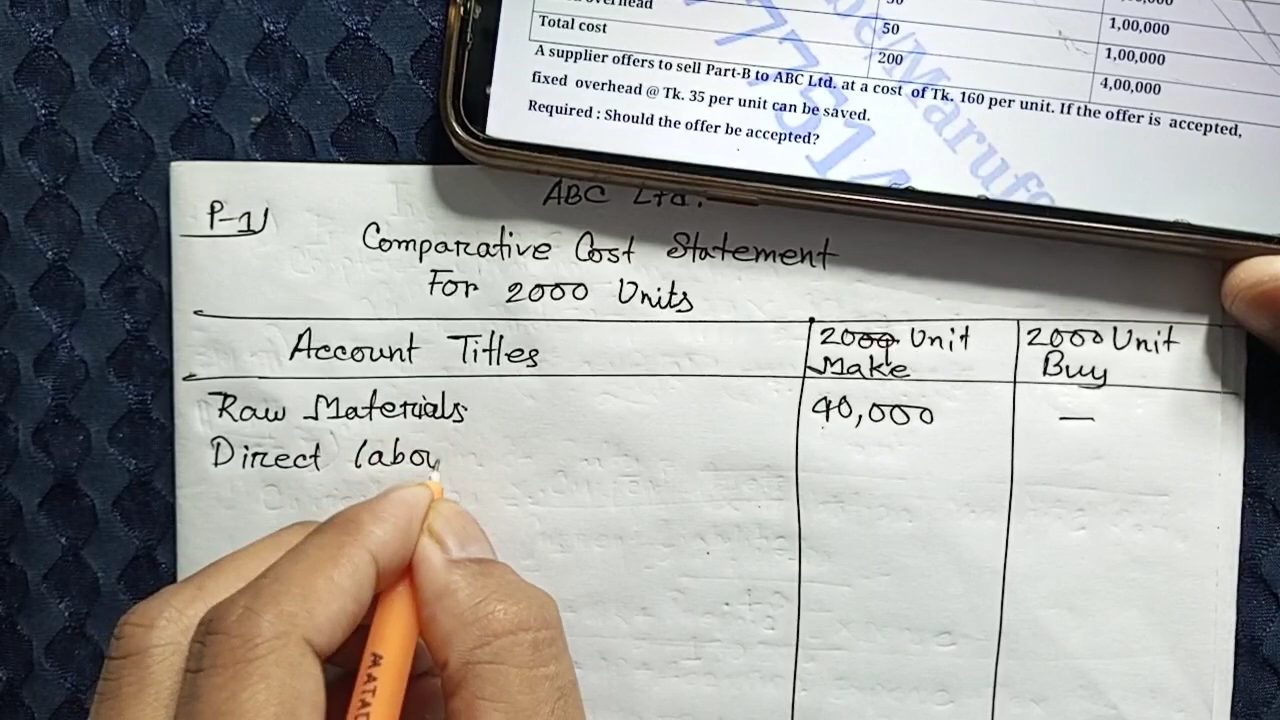 overhead
50
1,00,000
Total cost
50
1,00,000
200
4,00,000
A supplier offers to sell Part-B to ABC Ltd. at a cost of Tk. 160 per unit. If the offer is accepted,
fixed overhead @ Tk. 35 per unit can be saved.
Required : Should the offer be accepted?
ABC Ltd.
P-1
Comparative Cost Statement
For 2000 Units
Account Titles
2000 Unit
Make
2000 Unit
Buy
Raw Materials
40,000
—
Direct labou
MATAD